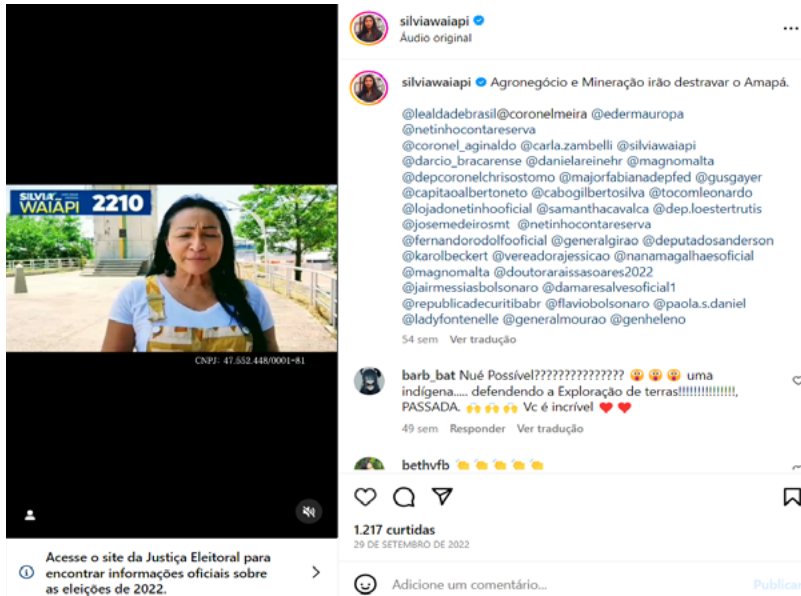 SILVIA
WAIÃPI 2210
CNPJ: 47.552.448/0001-81
Acesse o site da Justiça Eleitoral para
encontrar informações oficiais sobre
as eleições de 2022.
silviawaiapi
Áudio original
silviawaiapi Agronegócio e Mineração irão destravar o Amapá.
@lealdadebrasil@coronelmeira @edermauropa
@netinhocontareserva
@coronel_aginaldo @carla.zambelli @silviawaiapi
@darcio_bracarense @danielareinehr @magnomalta
@depcoronelchrisostomo @majorfabianadepfed @gusgayer
@capitaoalbertoneto @cabogilbertosilva @tocomleonardo
@lojadonetinhooficial @samanthacavalca @dep.loestertrutis
@josemedeirosmt @netinhocontareserva
@fernandorodolfooficial @generalgirao @deputadosanderson
@karolbeckert @vereadorajessicao @nanamagalhaesoficial
@magnomalta @doutoraraissasoares2022
@jairmessiasbolsonaro @damaresalvesoficial1
@republicadecuritibabr @flaviobolsonaro @paola.s.daniel
@ladyfontenelle @generalmourao @genheleno
54 sem Ver tradução
barb_bat Nué Possível??????????????? 😱 😱 😱 uma
indígena..... defendendo a Exploração de terras!!!!!!!!!!!!!!!,
PASSADA. 🙌 🙌 🙌 Vc é incrível ❤️ ❤️
49 sem Responder Ver tradução
bethvfb 👏 👏 👏 👏 👏
1.217 curtidas
29 DE SETEMBRO DE 2022
Adicione um comentário...
Publicar